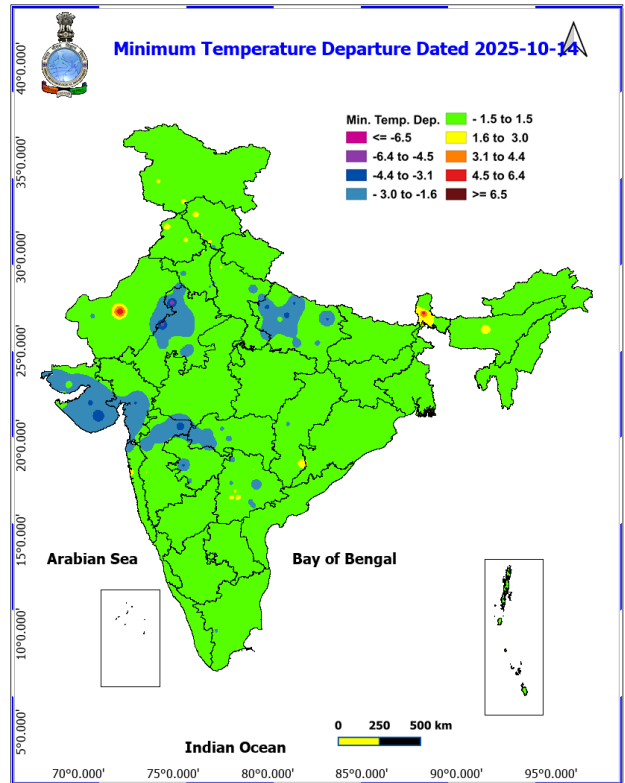 Minimum Temperature Departure Dated 2025-10-14
Min. Temp. Dep.
<= -6.5
-6.4 to -4.5
-4.4 to -3.1
- 3.0 to -1.6
- 1.5 to 1.5
1.6 to 3.0
3.1 to 4.4
4.5 to 6.4
>= 6.5
40°0.000'
35°0.000'
30°0.000'
25°0.000'
20°0.000'
15°0.000'
10°0.000'
5°0.000'
Arabian Sea
Bay of Bengal
Indian Ocean
0 250 500 km
70°0.000' 75°0.000' 80°0.000' 85°0.000' 90°0.000' 95°0.000'